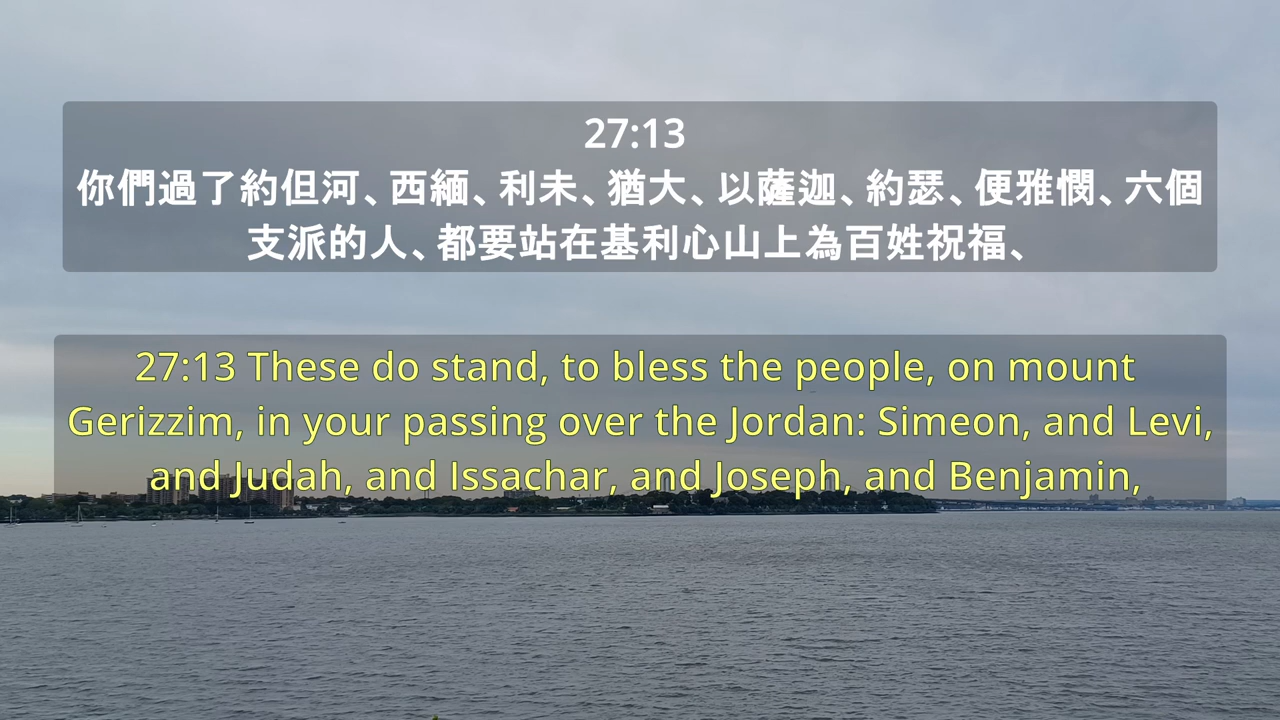 27:13
你們過了約但河、西緬、利未、猶大、以薩迦、約瑟、便雅憫、六個
支派的人、都要站在基利心山上為百姓祝福、
27:13 These do stand, to bless the people, on mount
Gerizzim, in your passing over the Jordan: Simeon, and Levi,
and Judah, and Issachar, and Joseph, and Benjamin,